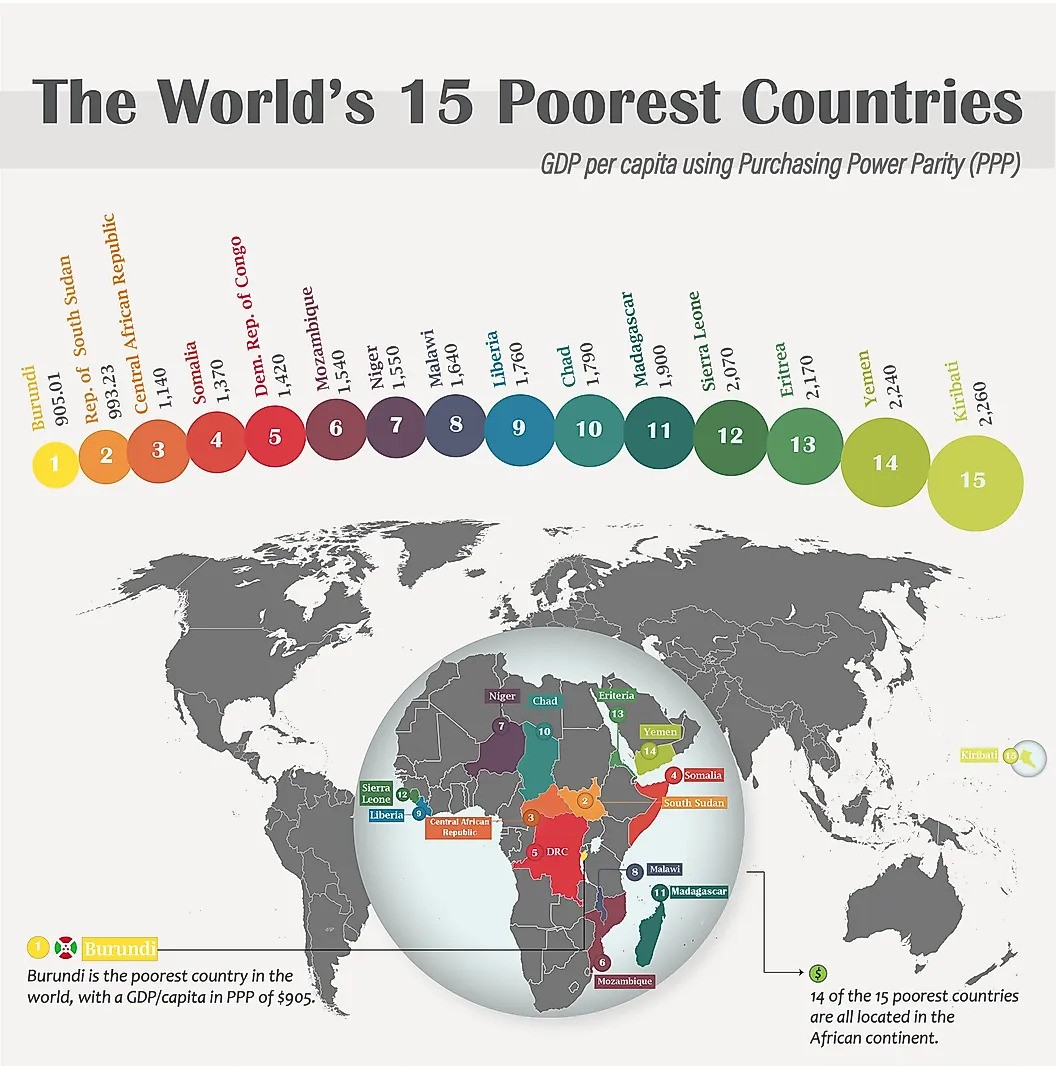 The World's 15 Poorest Countries
GDP per capita using Purchasing Power Parity (PPP)
Burundi
905.01
Rep. of South Sudan
993.23
Central African Republic
1,140
Somalia
1,370
Dem. Rep. of Congo
1,420
Mozambique
1,540
Niger
1,550
Malawi
1,640
Liberia
1,760
Chad
1,790
Madagascar
1,900
Sierra Leone
2,070
Eritrea
2,170
Yemen
2,240
Kiribati
2,260
1
2
3
4
5
6
7
8
9
10
11
12
13
14
15
Niger
7
Chad
10
Eriteria
13
Yemen
14
4 Somalia
Kiribati 15
Sierra
Leone
12
Liberia 9
2
South Sudan
Central African
Republic
3
5 DRC
8 Malawi
11 Madagascar
6
Mozambique
1 Burundi
Burundi is the poorest country in the
world, with a GDP/capita in PPP of $905.
$
14 of the 15 poorest countries
are all located in the
African continent.